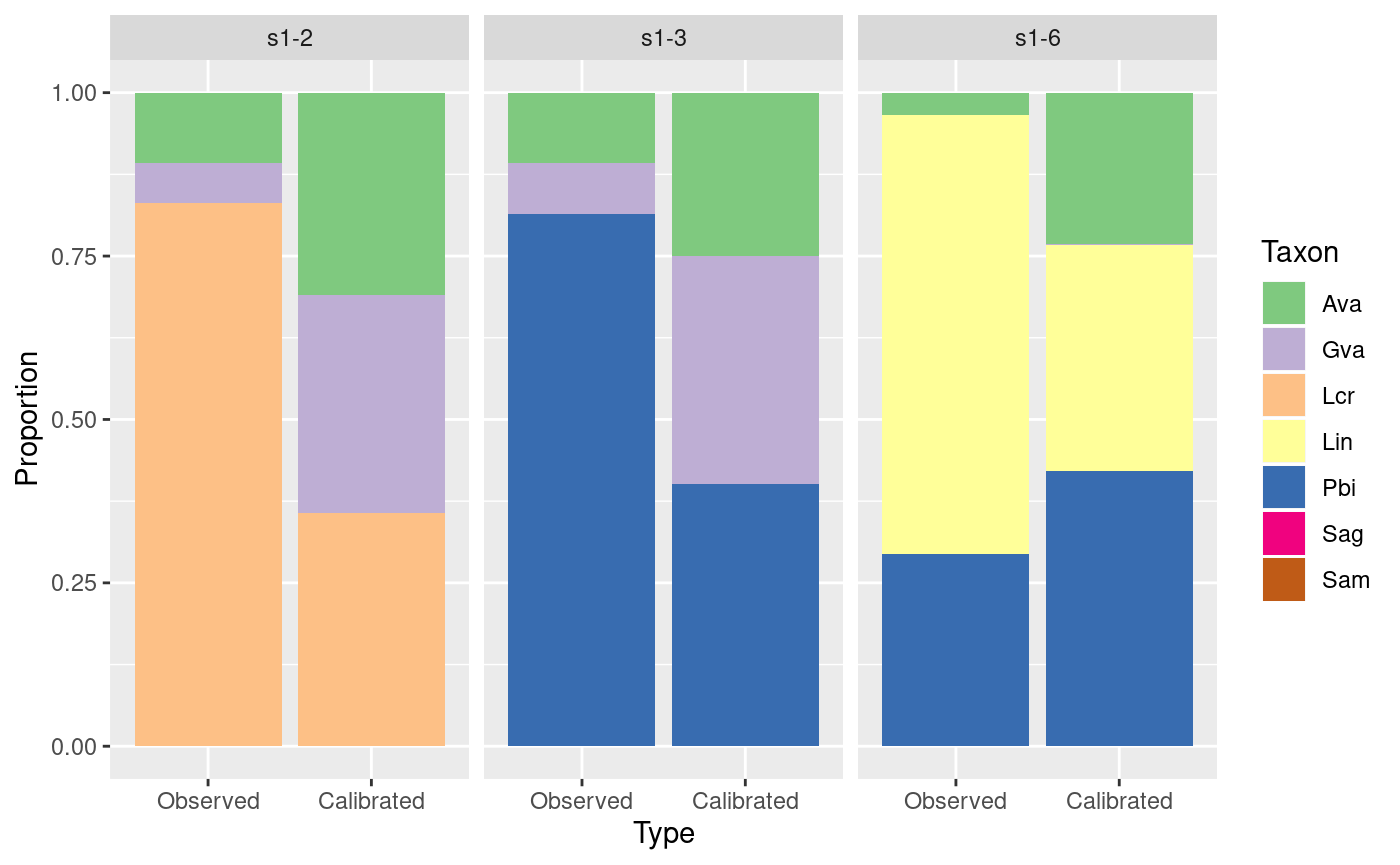 s1-2
s1-3
s1-6
1.00
0.75
0.50
0.25
0.00
Proportion
Observed Calibrated
Observed Calibrated
Observed Calibrated
Type
Taxon
Ava
Gva
Lcr
Lin
Pbi
Sag
Sam